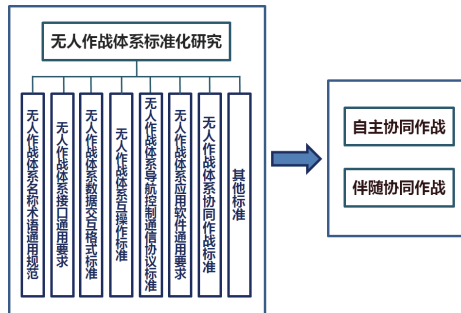 无人作战体系标准化研究
无人作战体系名称术语通用规范
无人作战体系接口通用要求
无人作战体系数据交互格式标准
无人作战体系互操作标准
无人作战体系导航控制通信协议标准
无人作战体系应用软件通用要求
无人作战体系协同作战标准
其他标准
自主协同作战
伴随协同作战